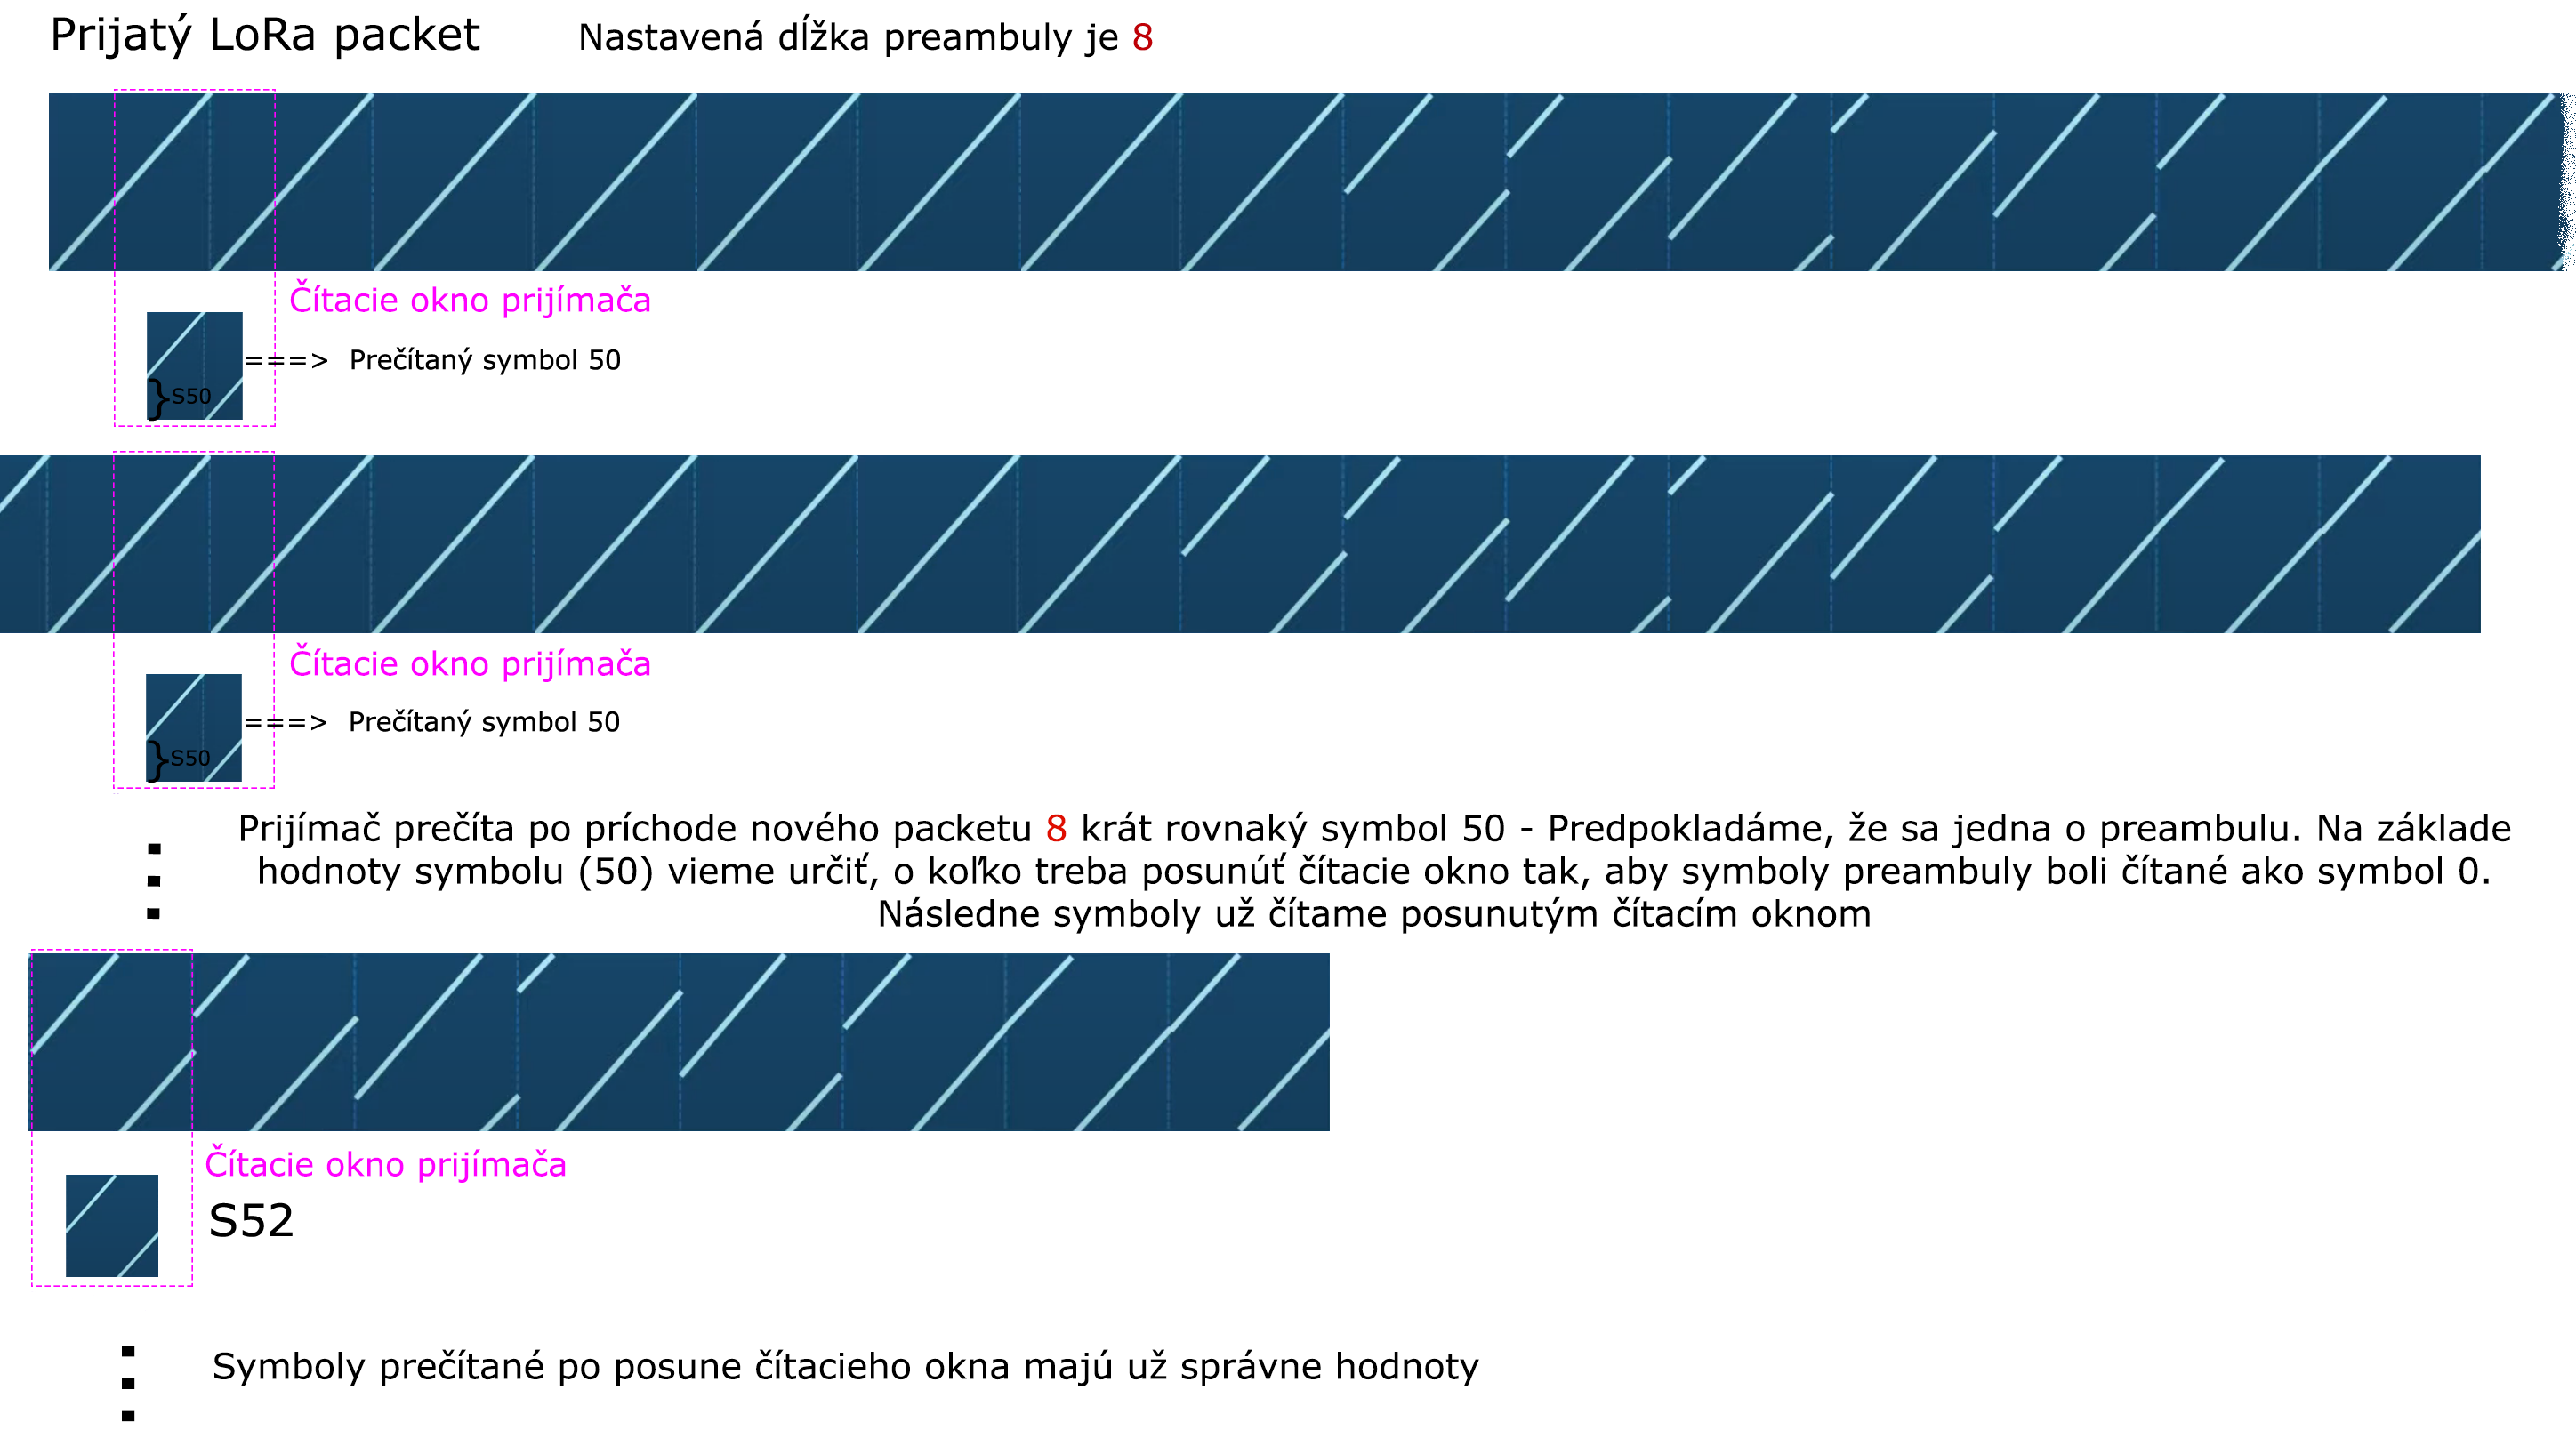 Prijatý LoRa packet Nastavená dĺžka preambuly je 8
Čítacie okno prijímača
===> Prečítaný symbol 50
}S50
Čítacie okno prijímača
===> Prečítaný symbol 50
}S50
Prijímač prečíta po príchode nového packetu 8 krát rovnaký symbol 50 - Predpokladáme, že sa jedna o preambulu. Na základe
hodnoty symbolu (50) vieme určiť, o koľko treba posunúť čítacie okno tak, aby symboly preambuly boli čítané ako symbol 0.
Následne symboly už čítame posunutým čítacím oknom
Čítacie okno prijímača
S52
Symboly prečítané po posune čítacieho okna majú už správne hodnoty